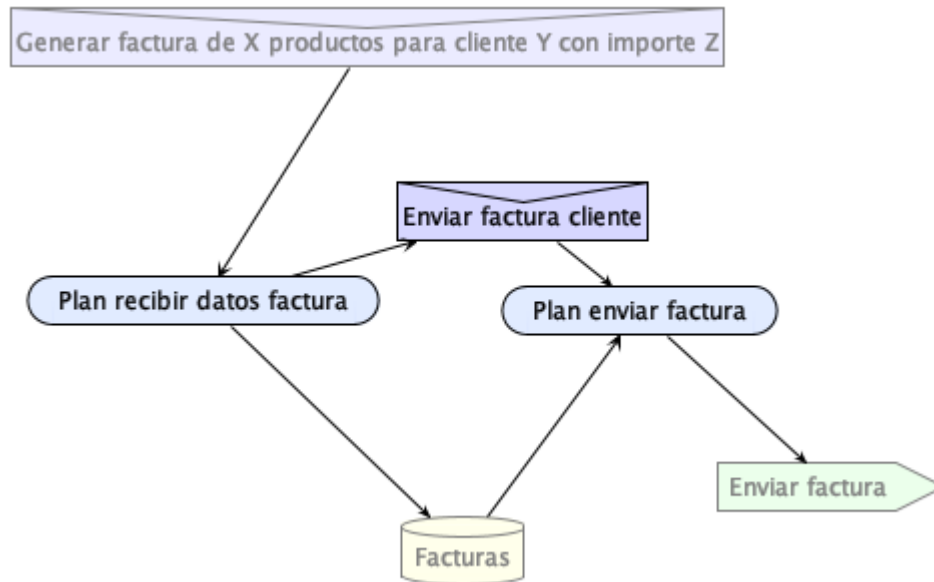 Generar factura de X productos para cliente Y con importe Z
Enviar factura cliente
Plan recibir datos factura
Plan enviar factura
Enviar factura
Facturas